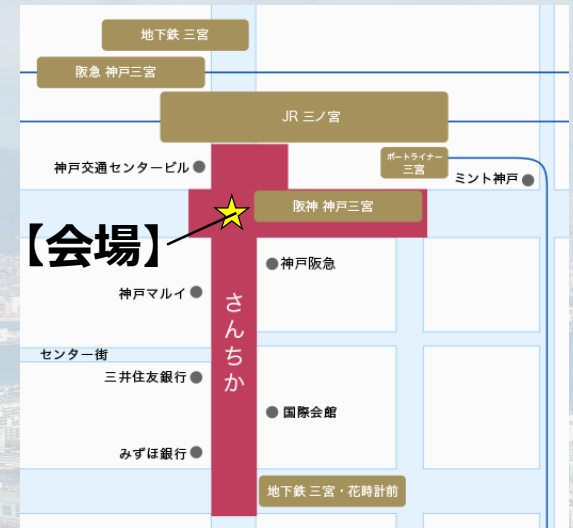 地下鉄 三宮
阪急 神戸三宮
JR 三ノ宮
ポートライナー
三宮
神戸交通センタービル
ミント神戸
阪神 神戸三宮
【会場】
神戸阪急
神戸マルイ
さんちか
センター街
三井住友銀行
国際会館
みずほ銀行
地下鉄 三宮・花時計前